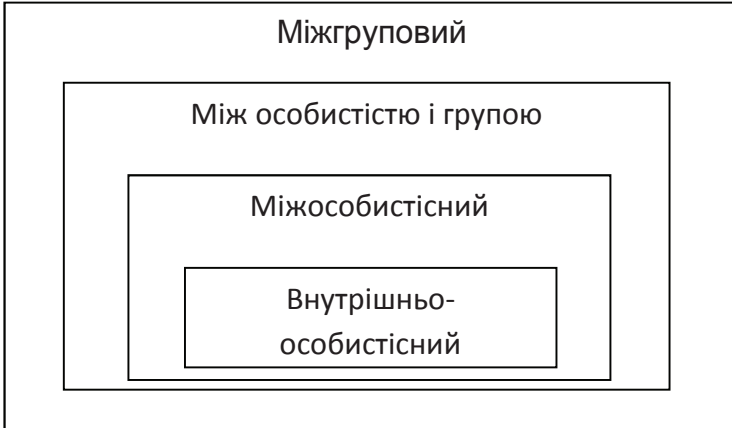 Міжгруповий
Між особистістю і групою
Міжособистісний
Внутрішньо-
особистісний